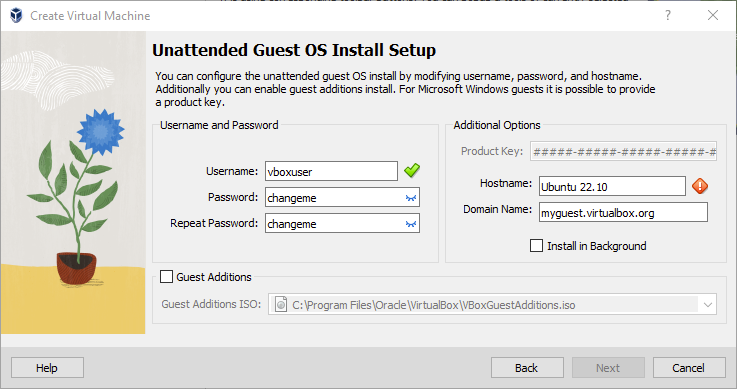 Create Virtual Machine
Unattended Guest OS Install Setup
You can configure the unattended guest OS install by modifying username, password, and hostname.
Additionally you can enable guest additions install. For Microsoft Windows guests it is possible to provide
a product key.
Username and Password
Username: vboxuser
Password: changeme
Repeat Password: changeme
Additional Options
Product Key: #####-#####-#####-#####-#
Hostname: Ubuntu 22.10
Domain Name: myguest.virtualbox.org
Install in Background
Guest Additions
Guest Additions ISO: C:\Program Files\Oracle\VirtualBox\VBoxGuestAdditions.iso
Help
Back
Next
Cancel